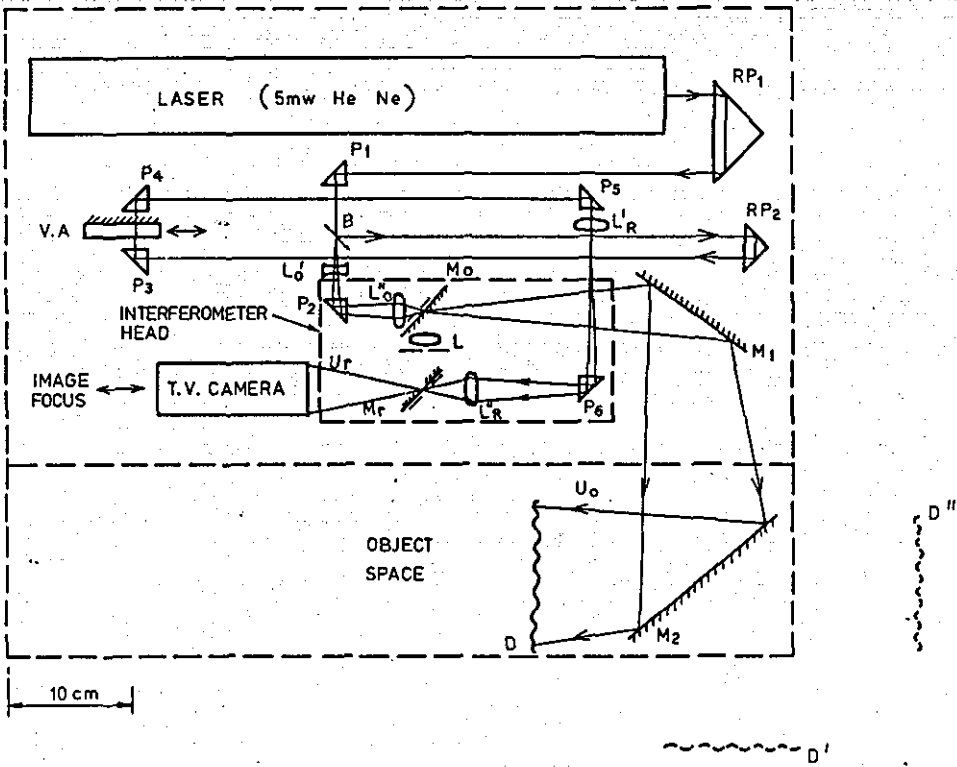 LASER (5mw He Ne)
RP1
P1
P4
P5
V.A
B
L'R
RP2
P3
L'o
Mo
L"o
P2
INTERFEROMETER
HEAD
L
M1
IMAGE
FOCUS
T.V. CAMERA
Ur
Mr
L"R
P6
Uo
D"
OBJECT
SPACE
D
M2
10 cm
D'